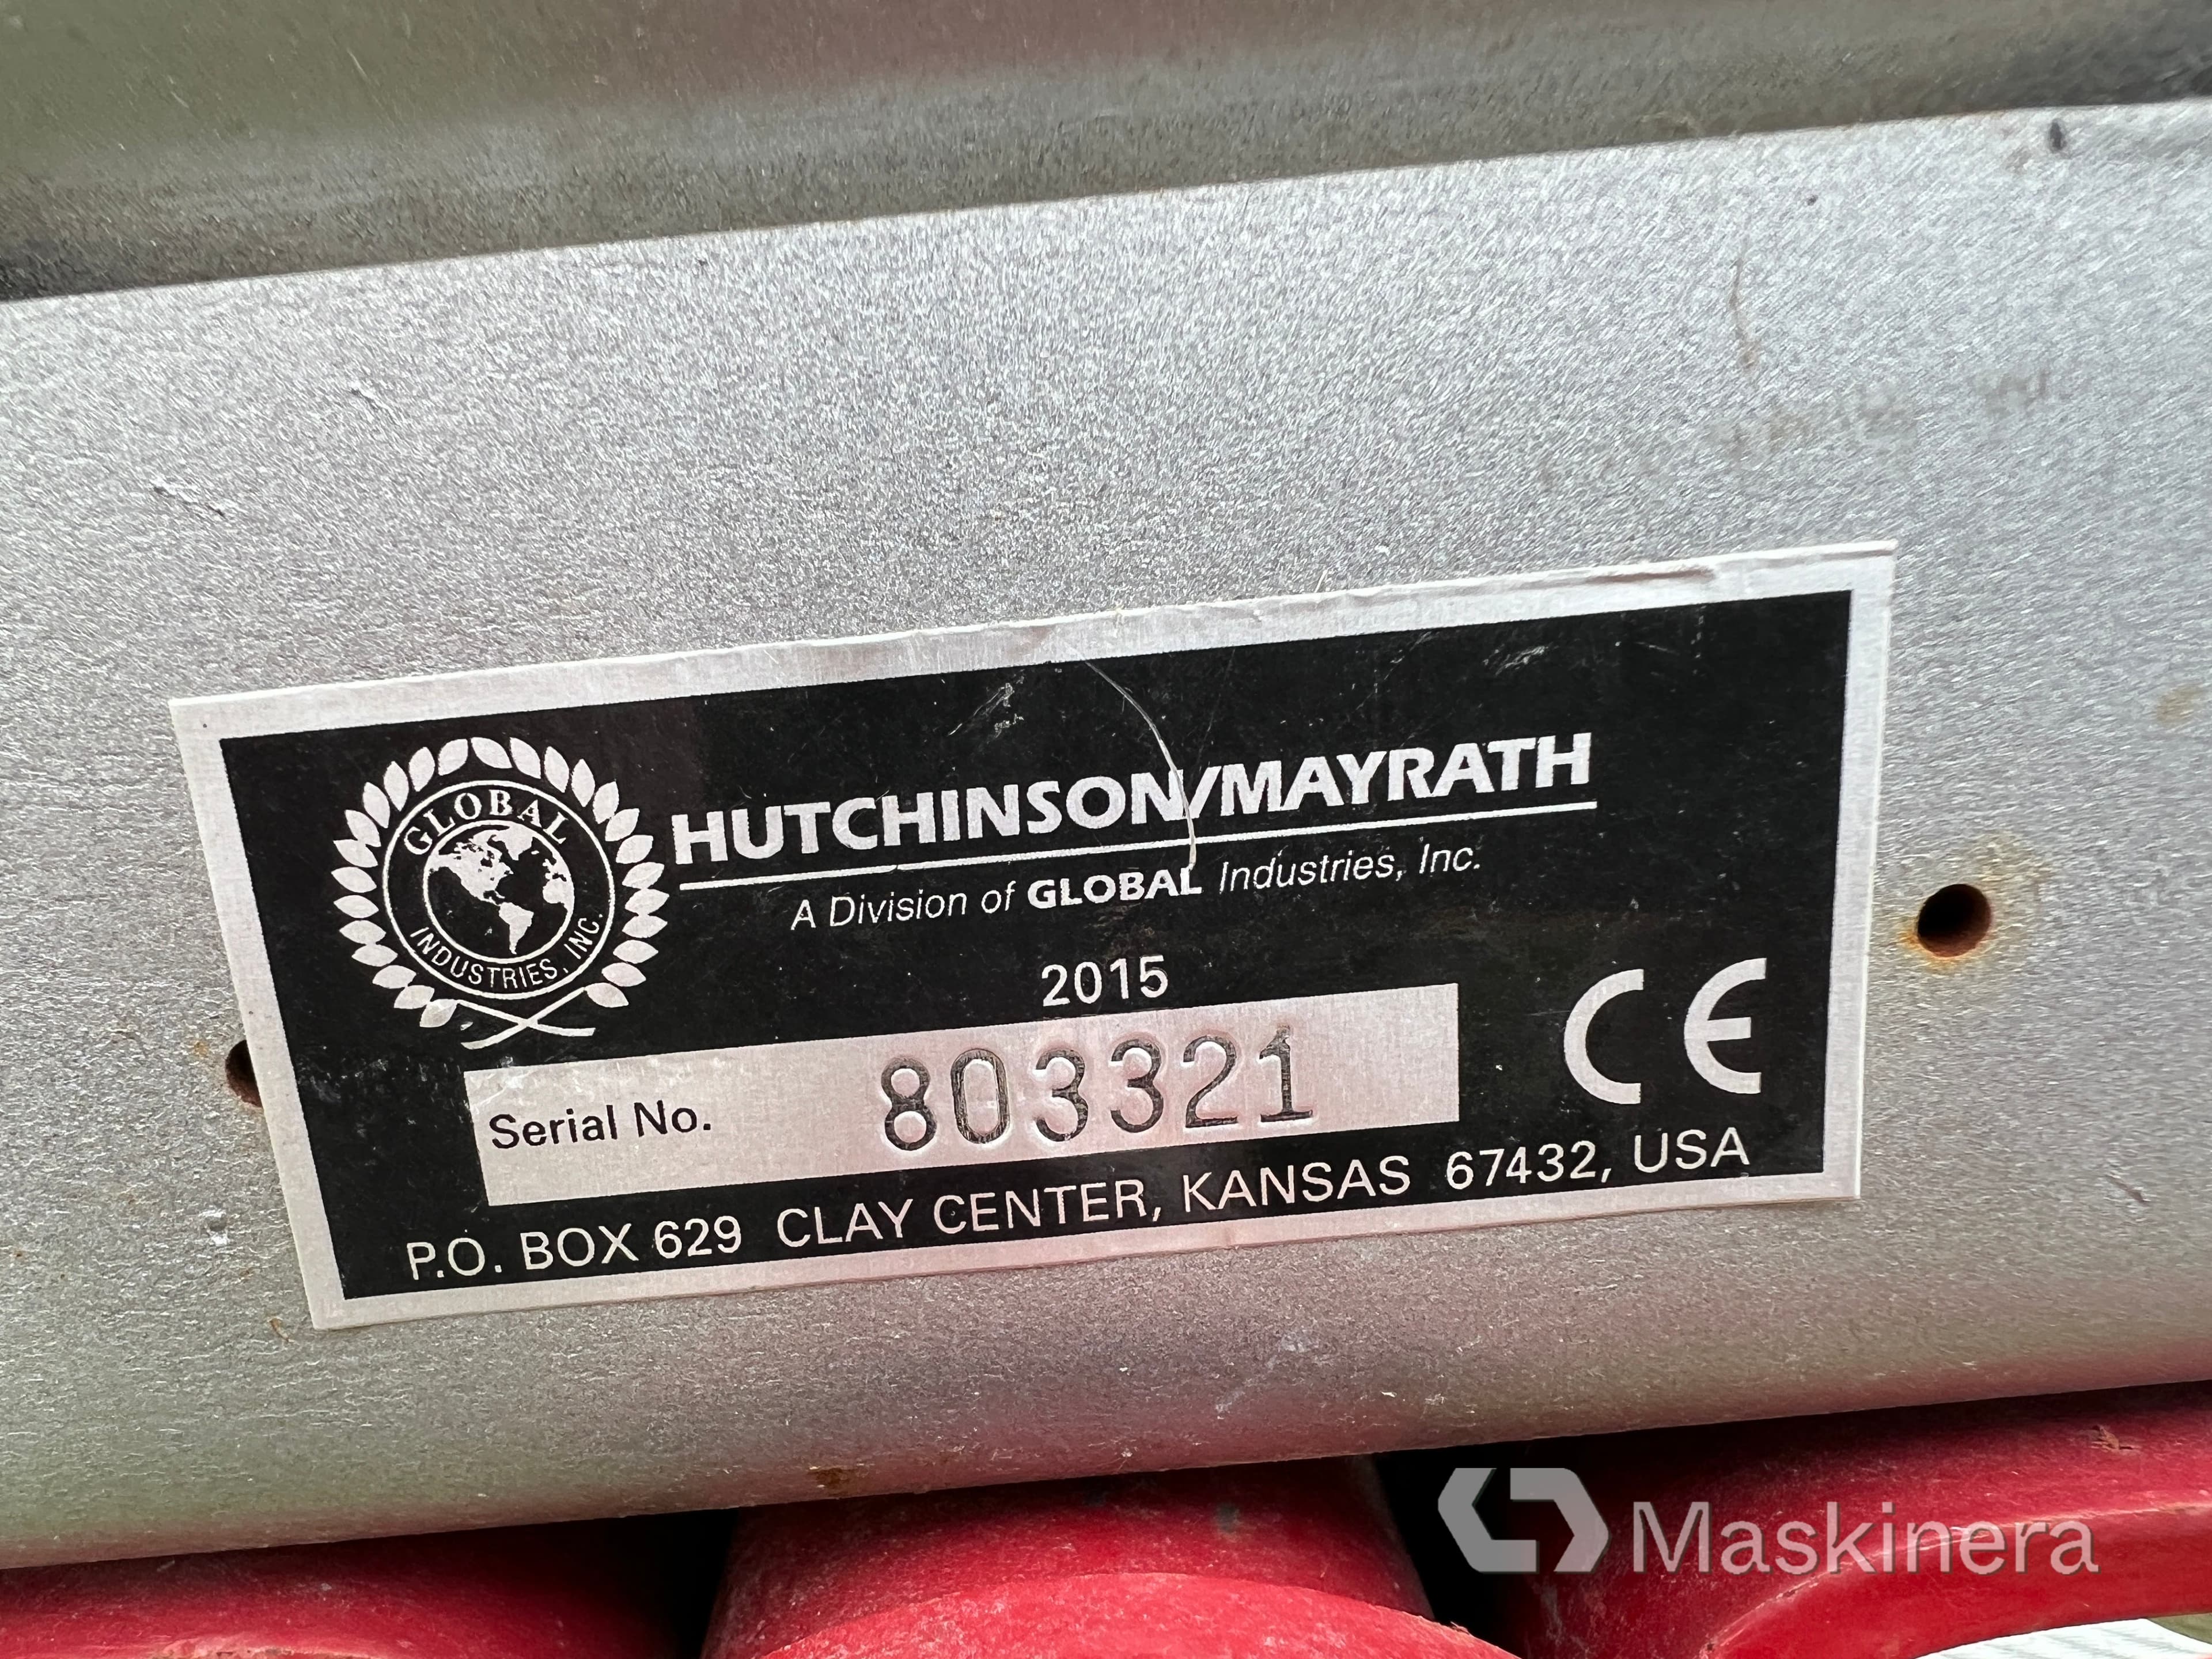 GLOBAL
INDUSTRIES, INC.
HUTCHINSON/MAYRATH
A Division of GLOBAL Industries, Inc.
2015
Serial No. 803321
CE
P.O. BOX 629 CLAY CENTER, KANSAS 67432, USA
Maskinera